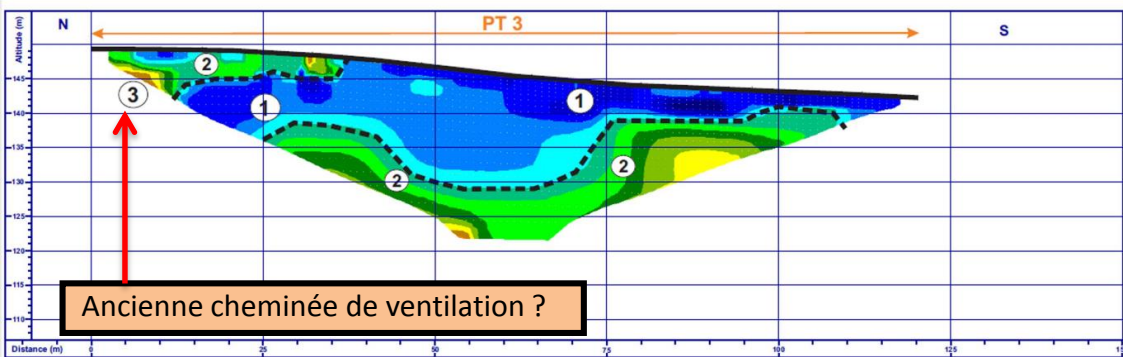 N PT 3 S
Altitude (m)
2
145
3 1 1
140
135
2 2
130
125
120
115
Ancienne cheminée de ventilation ?
110
Distance (m) 0 25 50 75 100 125